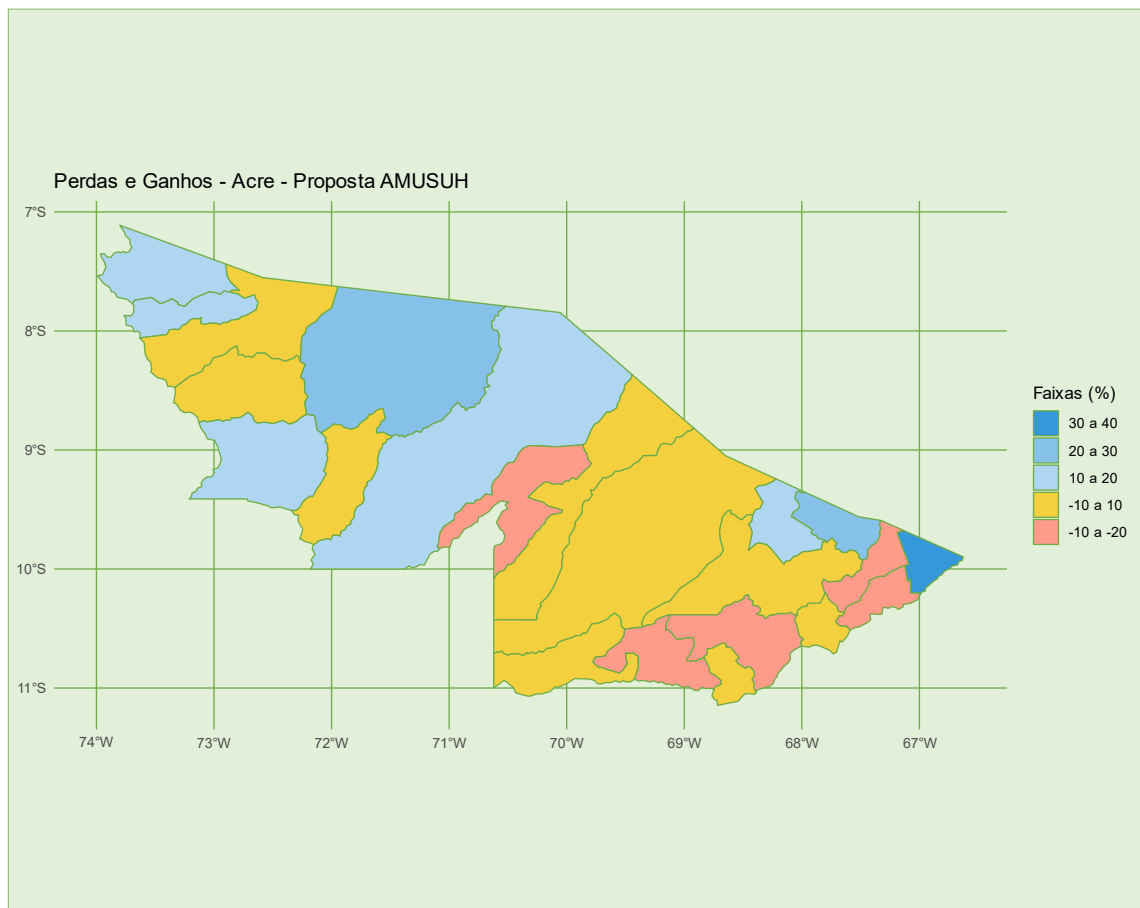 Perdas e Ganhos - Acre - Proposta AMUSUH
7°S
8°S
9°S
10°S
11°S
74°W 73°W 72°W 71°W 70°W 69°W 68°W 67°W
Faixas (%)
30 a 40
20 a 30
10 a 20
-10 a 10
-10 a -20